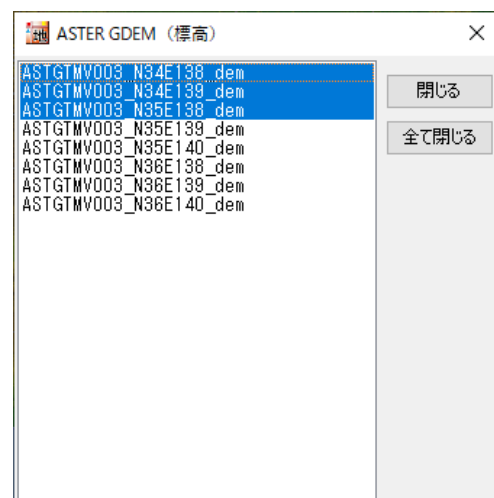 ASTER GDEM（標高）
ASTGTMV003_N34E138_dem
ASTGTMV003_N34E139_dem
ASTGTMV003_N35E138_dem
ASTGTMV003_N35E139_dem
ASTGTMV003_N35E140_dem
ASTGTMV003_N36E138_dem
ASTGTMV003_N36E139_dem
ASTGTMV003_N36E140_dem
閉じる
全て閉じる